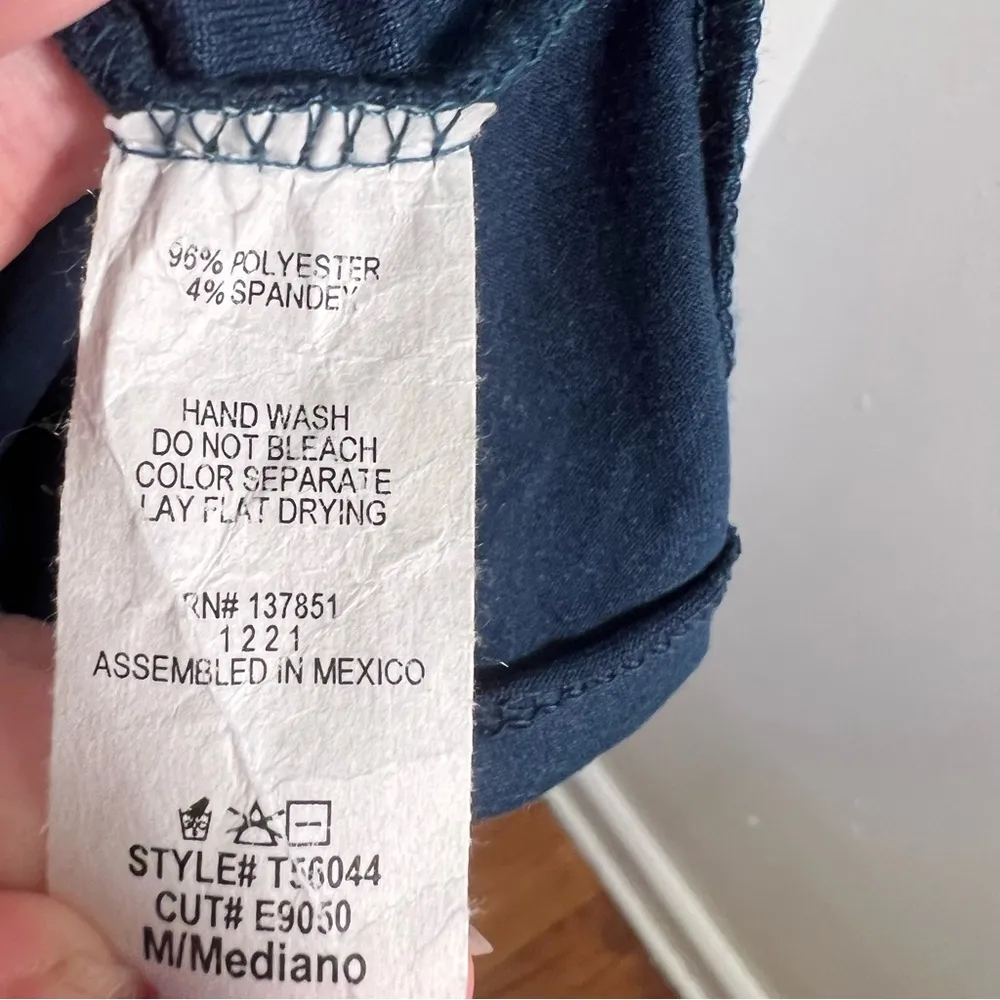 96% POLYESTER
4% SPANDEX
HAND WASH
DO NOT BLEACH
COLOR SEPARATE
LAY FLAT DRYING
RN# 137851
1221
ASSEMBLED IN MEXICO
STYLE# T56044
CUT# E9050
M/Mediano